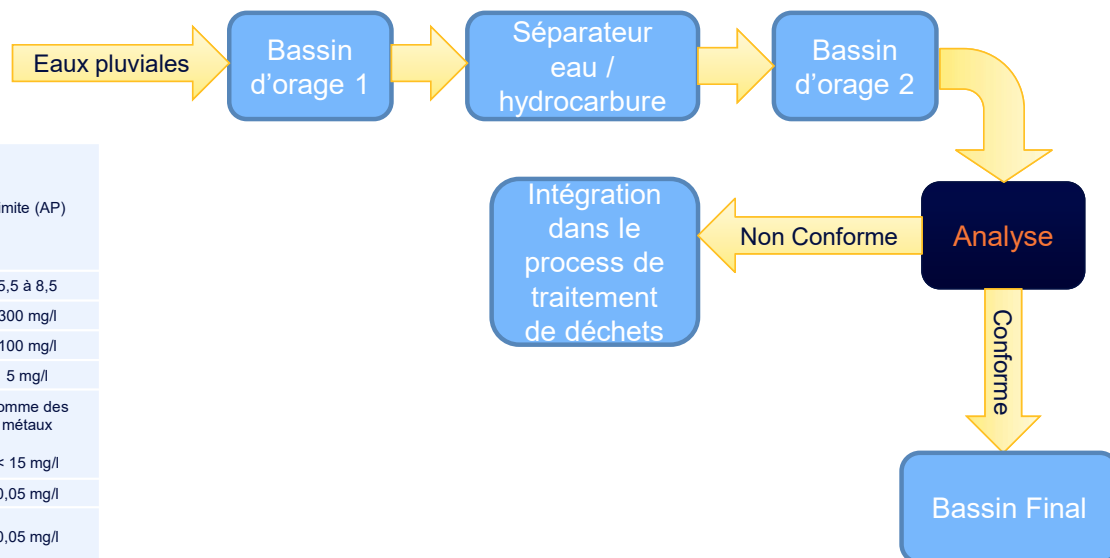 Eaux pluviales
Bassin
d'orage 1
Séparateur
eau /
hydrocarbure
Bassin
d'orage 2
Analyse
Non Conforme
Intégration
dans le
process de
traitement
de déchets
Conforme
Bassin Final
(AP)
5,5 à 8,5
300 mg/l
100 mg/l
5 mg/l
des
métaux
< 15 mg/l
0,05 mg/l
0,05 mg/l